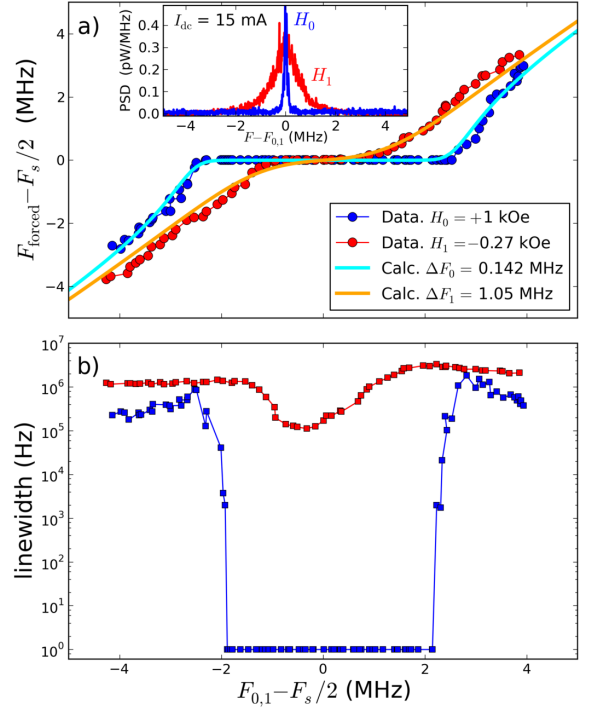 a)
I_dc = 15 mA
H_0
H_1
PSD (pW/MHz)
0.4
0.3
0.2
0.1
0.0
−4 −2 0 2 4
F−F_{0,1} (MHz)
F_forced−F_s/2 (MHz)
4
2
0
−2
−4
Data. H_0 = +1 kOe
Data. H_1 = −0.27 kOe
Calc. ΔF_0 = 0.142 MHz
Calc. ΔF_1 = 1.05 MHz
b)
linewidth (Hz)
10^7
10^6
10^5
10^4
10^3
10^2
10^1
10^0
−4 −2 0 2 4
F_{0,1}−F_s/2 (MHz)